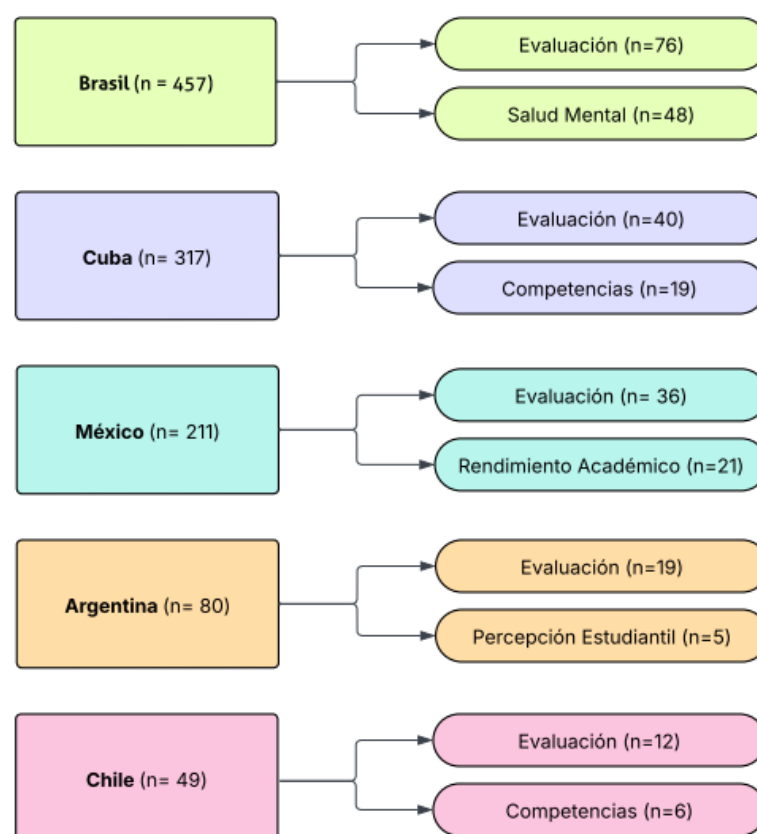 Brasil (n = 457)
Evaluación (n=76)
Salud Mental (n=48)
Cuba (n= 317)
Evaluación (n=40)
Competencias (n=19)
México (n= 211)
Evaluación (n= 36)
Rendimiento Académico (n=21)
Argentina (n= 80)
Evaluación (n=19)
Percepción Estudiantil (n=5)
Chile (n= 49)
Evaluación (n=12)
Competencias (n=6)